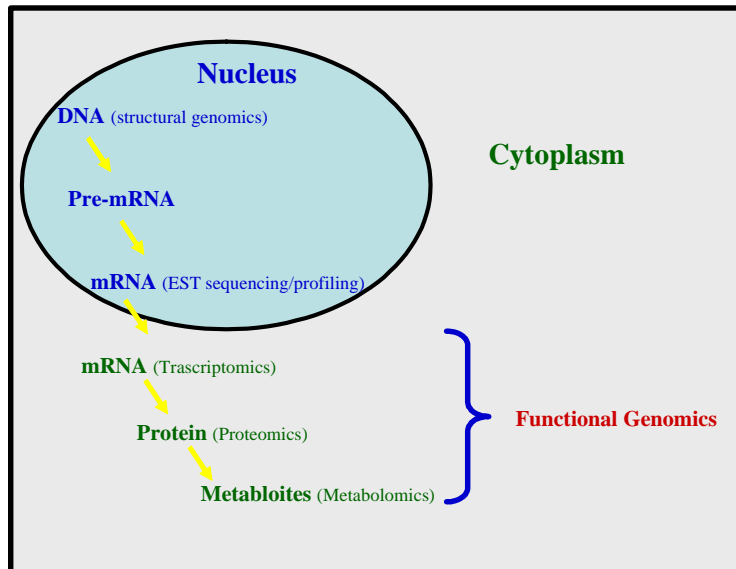 Nucleus
DNA (structural genomics)
Cytoplasm
Pre-mRNA
mRNA (EST sequencing/profiling)
mRNA (Trascriptomics)
Protein (Proteomics)
Functional Genomics
Metabloites (Metabolomics)